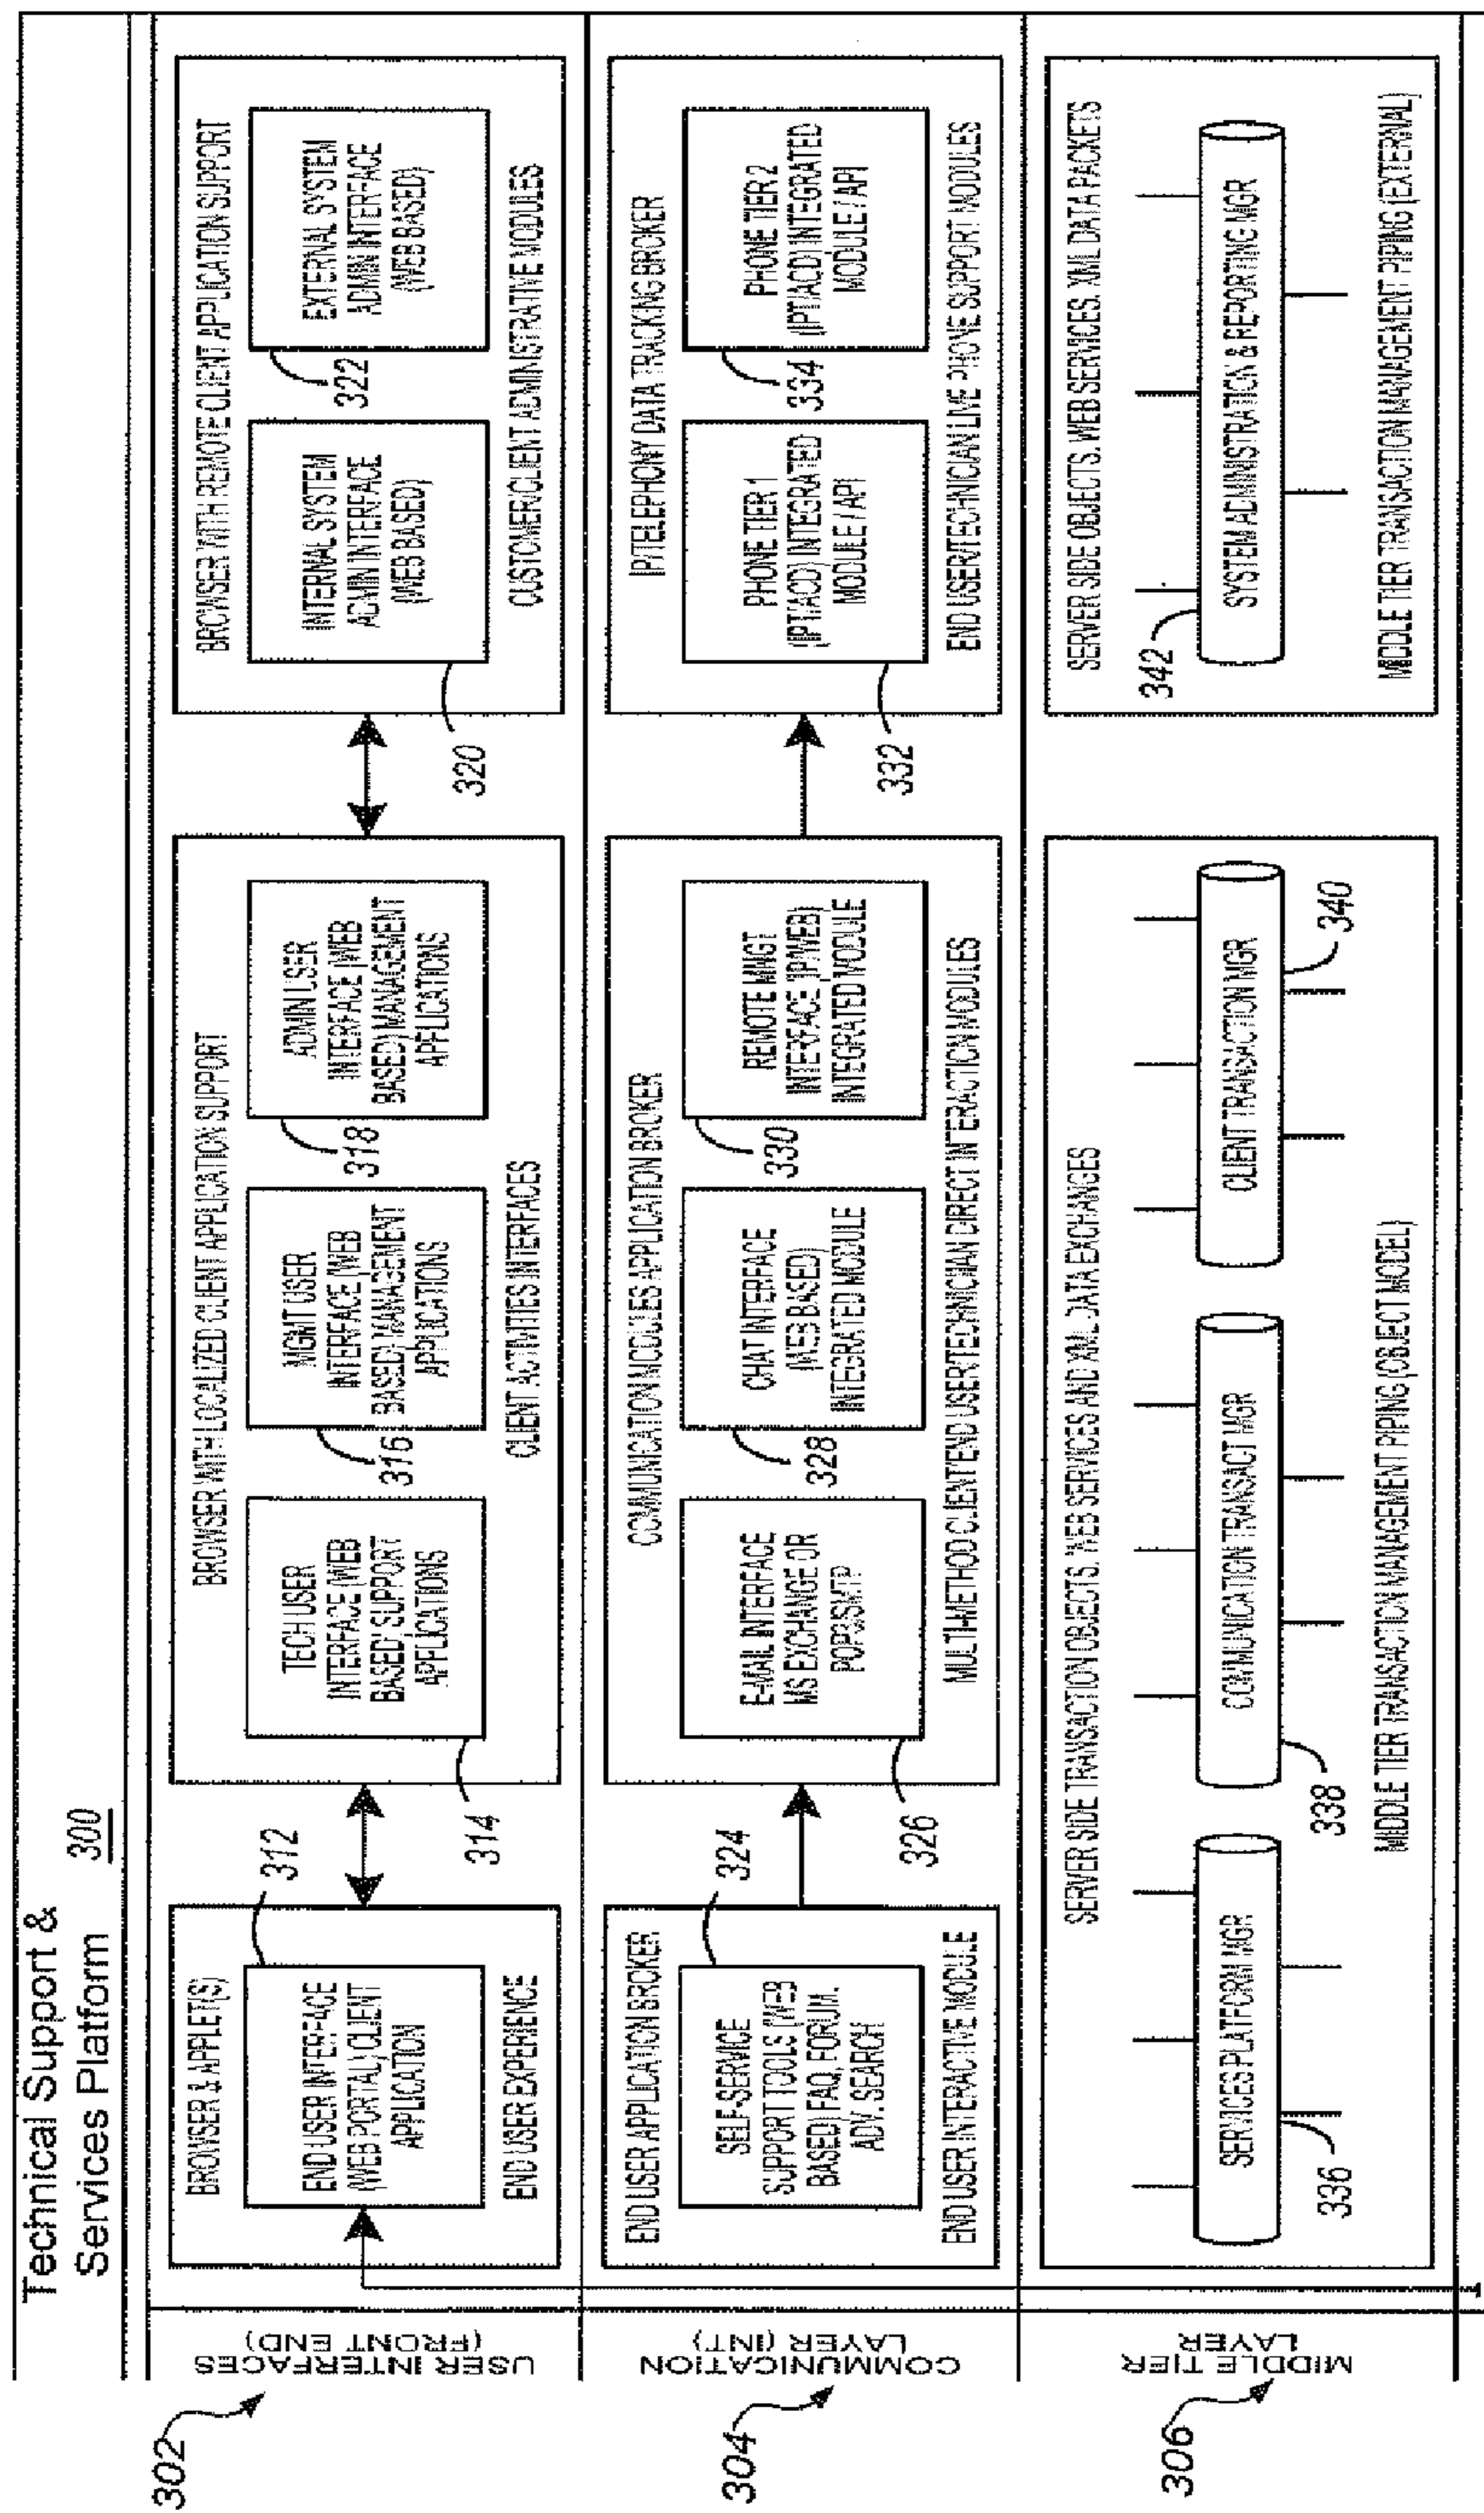 Technical Support &
Services Platform
300
302
USER INTERFACES
(FRONT END)
BROWSER & APPLET(S)
312
END USER INTERFACE
(WEB PORTAL) CLIENT
APPLICATION
END USER EXPERIENCE
BROWSER WITH LOCALIZED CLIENT APPLICATION SUPPORT
TECH USER
INTERFACE (WEB
BASED) SUPPORT
APPLICATIONS
314
MGMT USER
INTERFACE (WEB
BASED) MANAGEMENT
APPLICATIONS
316
ADMIN USER
INTERFACE (WEB
BASED) MANAGEMENT
APPLICATIONS
318
CLIENT ACTIVITIES INTERFACES
BROWSER WITH REMOTE CLIENT APPLICATION SUPPORT
INTERNAL SYSTEM
ADMIN INTERFACE
(WEB BASED)
320
EXTERNAL SYSTEM
ADMIN INTERFACE
(WEB BASED)
322
CUSTOMER/CLIENT ADMINISTRATIVE MODULES
304
COMMUNICATION
LAYER (INT)
END USER APPLICATION BROKER
324
SELF-SERVICE
SUPPORT TOOLS (WEB
BASED) FAQ, FORUM,
ADV. SEARCH
END USER INTERACTIVE MODULE
COMMUNICATION MODULES APPLICATION BROKER
E-MAIL INTERFACE
MS EXCHANGE OR
POP3/SMTP
326
CHAT INTERFACE
(WEB BASED)
INTEGRATED MODULE
328
REMOTE MNGT
INTERFACE (IP/WEB)
INTEGRATED MODULE
330
MULTI-METHOD CLIENT/END USER/TECHNICIAN DIRECT INTERACTION MODULES
IP/TELEPHONY DATA TRACKING BROKER
PHONE TIER 1
(IPT/ACD) INTEGRATED
MODULE / API
332
PHONE TIER 2
(IPT/ACD) INTEGRATED
MODULE / API
334
END USER/TECHNICIAN LIVE PHONE SUPPORT MODULES
306
MIDDLE TIER
LAYER
SERVER SIDE TRANSACTION OBJECTS, WEB SERVICES AND XML DATA EXCHANGES
SERVICES PLATFORM MGR
336
COMMUNICATION TRANSACT MGR
338
CLIENT TRANSACTION MGR
340
MIDDLE TIER TRANSACTION MANAGEMENT PIPING (OBJECT MODEL)
SERVER SIDE OBJECTS, WEB SERVICES, XML DATA PACKETS
342
SYSTEM ADMINISTRATION & REPORTING MGR
MIDDLE TIER TRANSACTION MANAGEMENT PIPING (EXTERNAL)